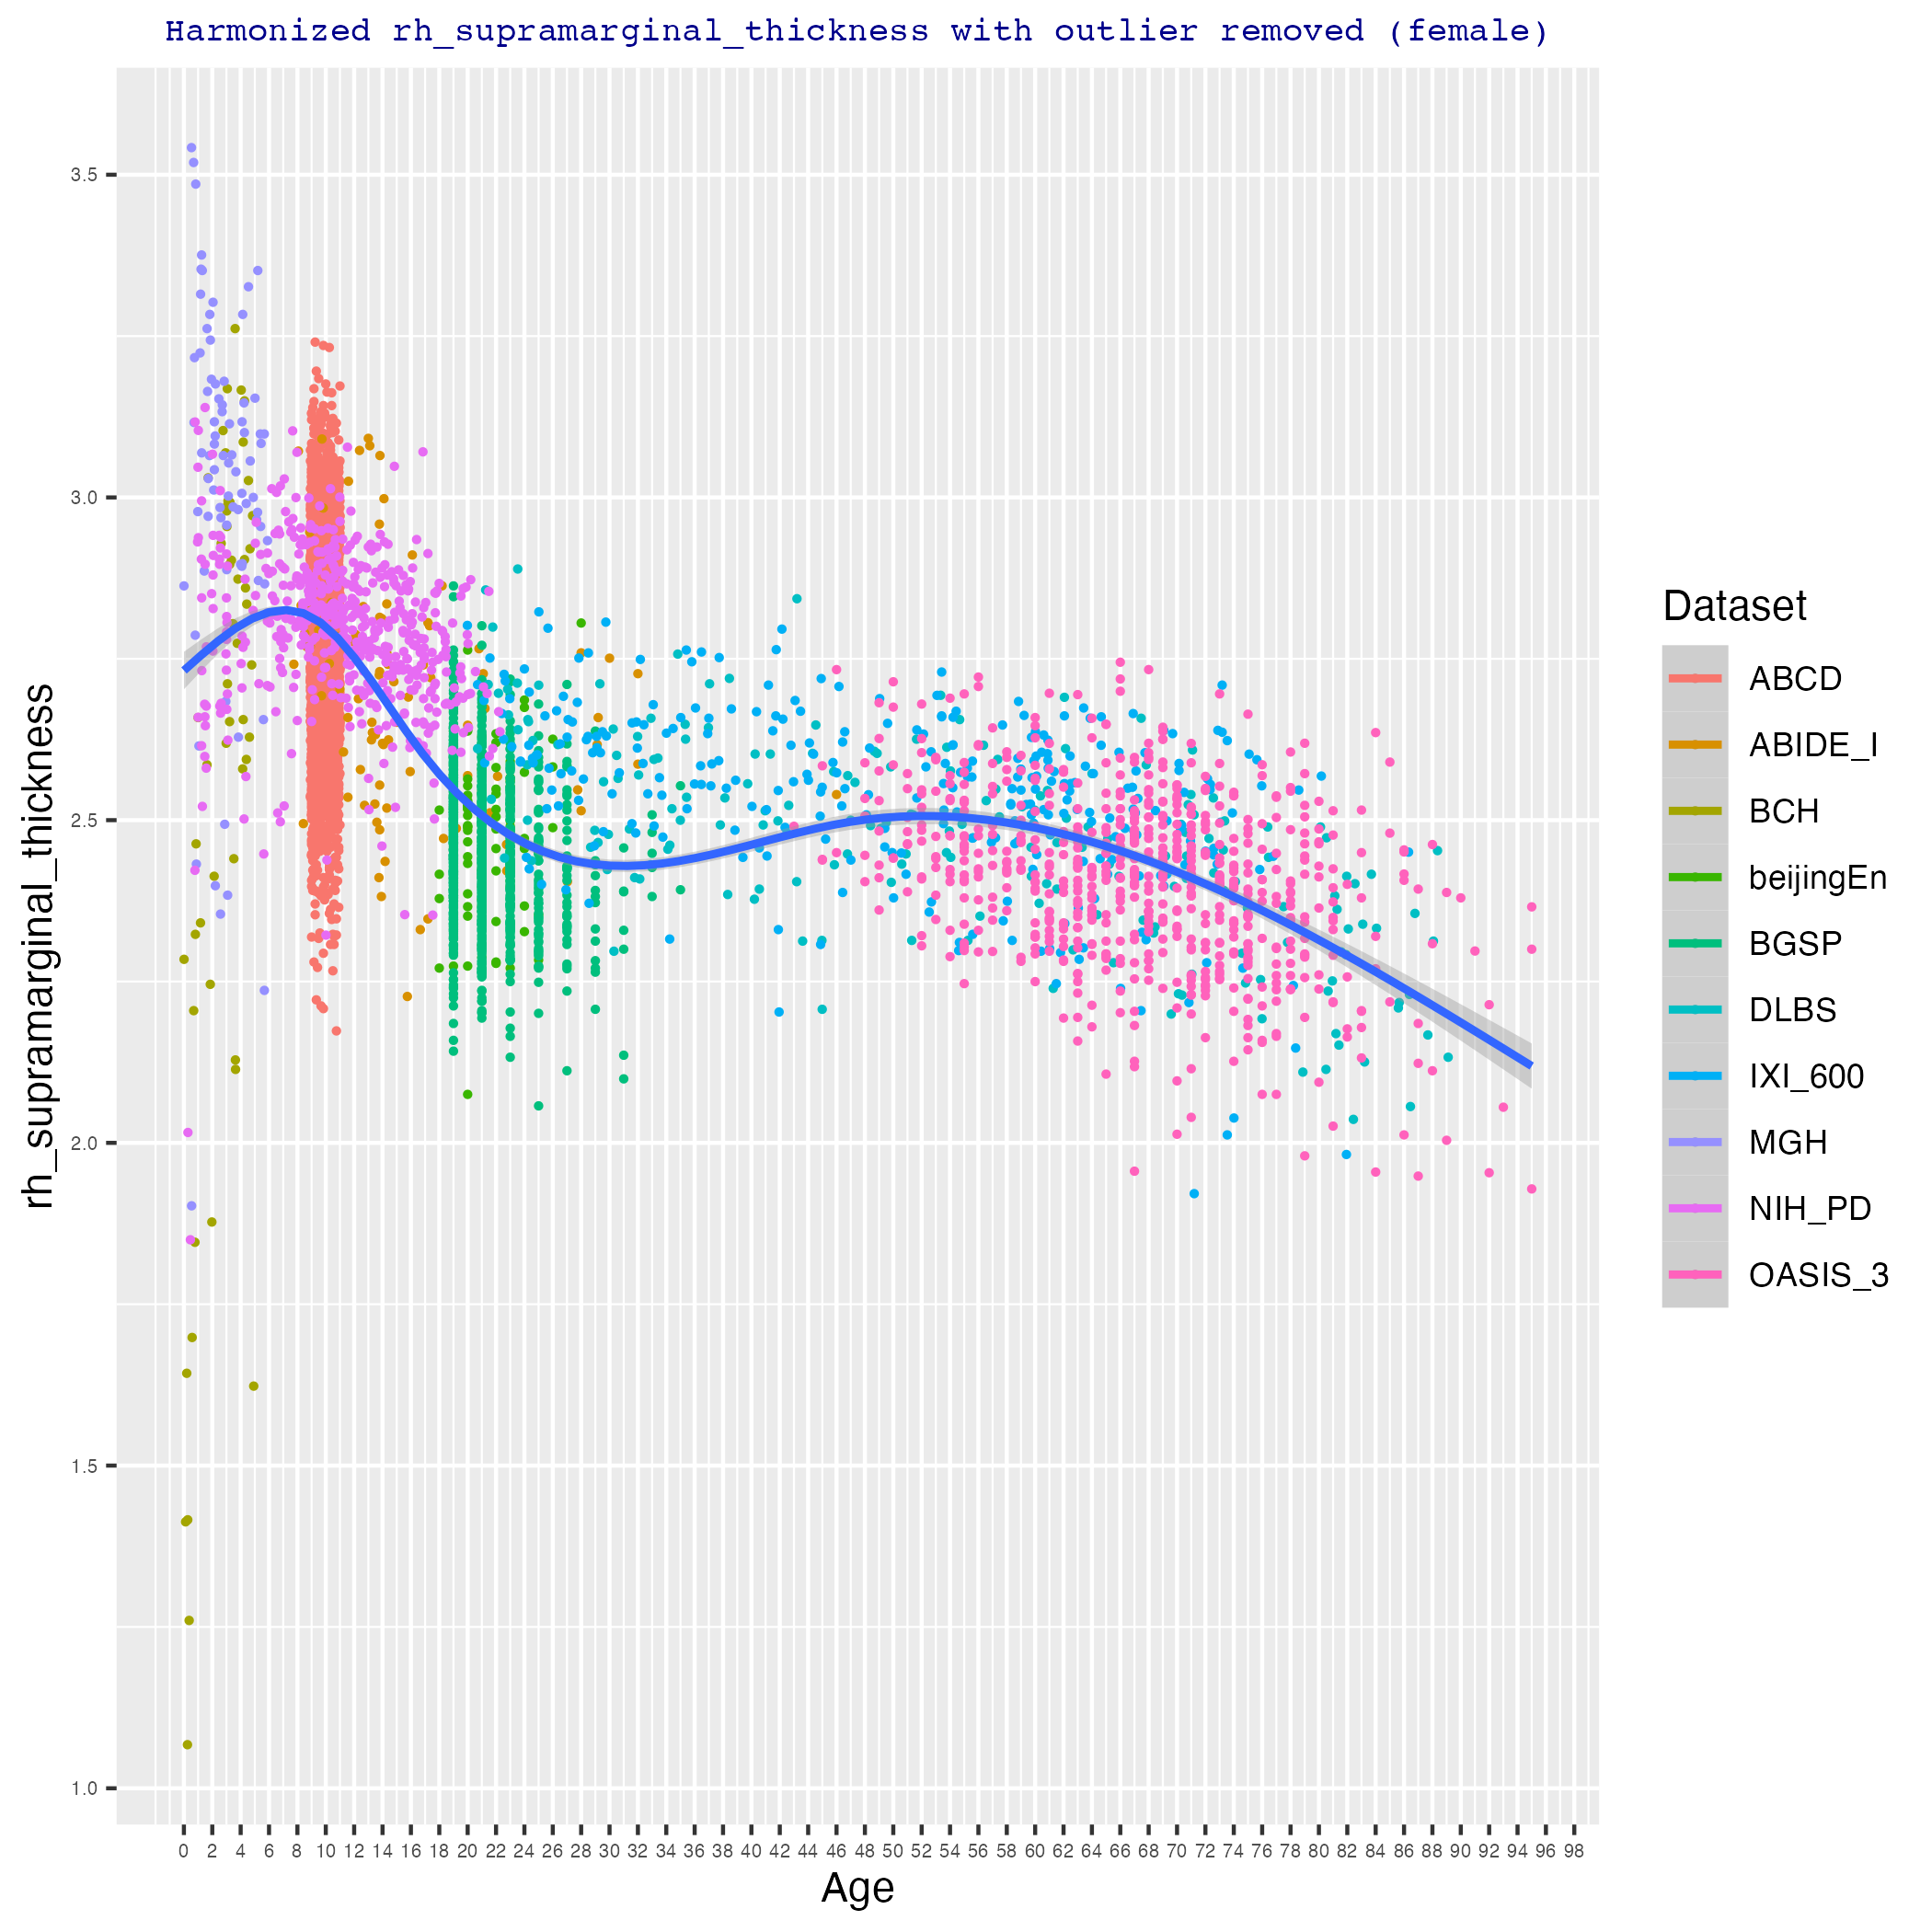 Harmonized rh_supramarginal_thickness with outlier removed (female)
rh_supramarginal_thickness
3.5
3.0
2.5
2.0
1.5
1.0
0 2 4 6 8 10 12 14 16 18 20 22 24 26 28 30 32 34 36 38 40 42 44 46 48 50 52 54 56 58 60 62 64 66 68 70 72 74 76 78 80 82 84 86 88 90 92 94 96 98
Age
Dataset
ABCD
ABIDE_I
BCH
beijingEn
BGSP
DLBS
IXI_600
MGH
NIH_PD
OASIS_3